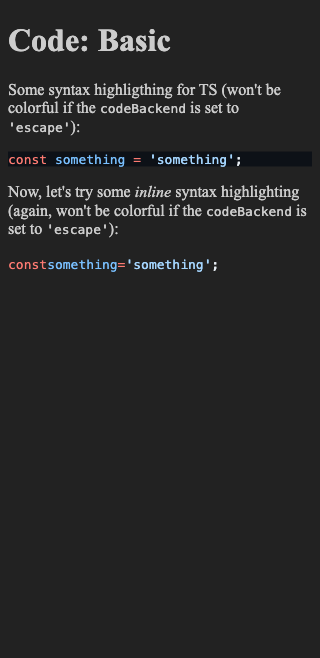 Code: Basic
Some syntax highligthing for TS (won't be
colorful if the codeBackend is set to
'escape'):
const something = 'something';
Now, let's try some inline syntax highlighting
(again, won't be colorful if the codeBackend is
set to 'escape'):
constsomething='something';